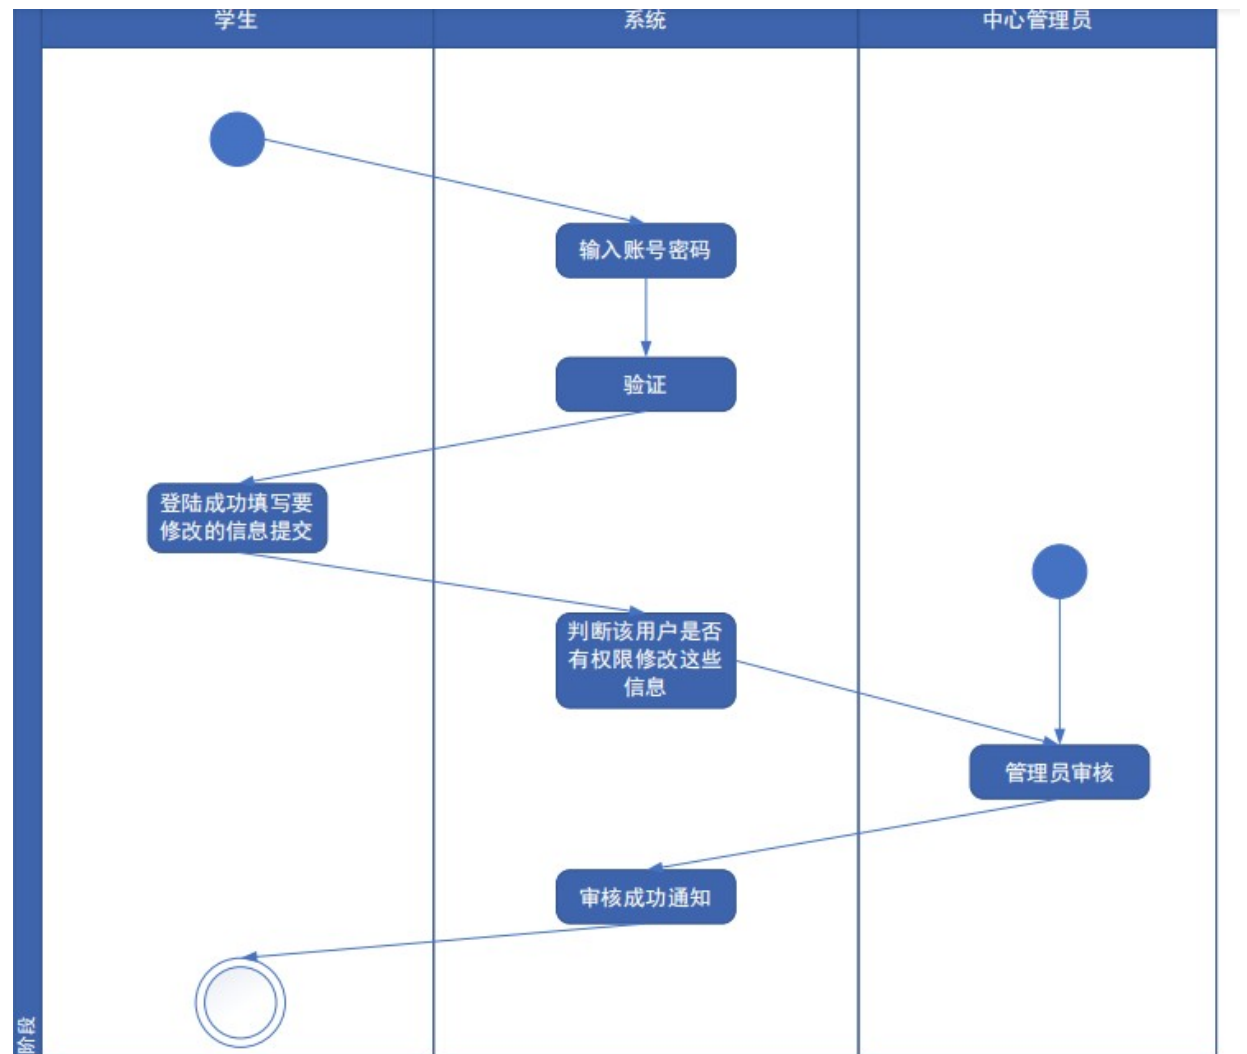 学生
系统
中心管理员
输入账号密码
验证
登陆成功填写要
修改的信息提交
判断该用户是否
有权限修改这些
信息
管理员审核
审核成功通知
阶段